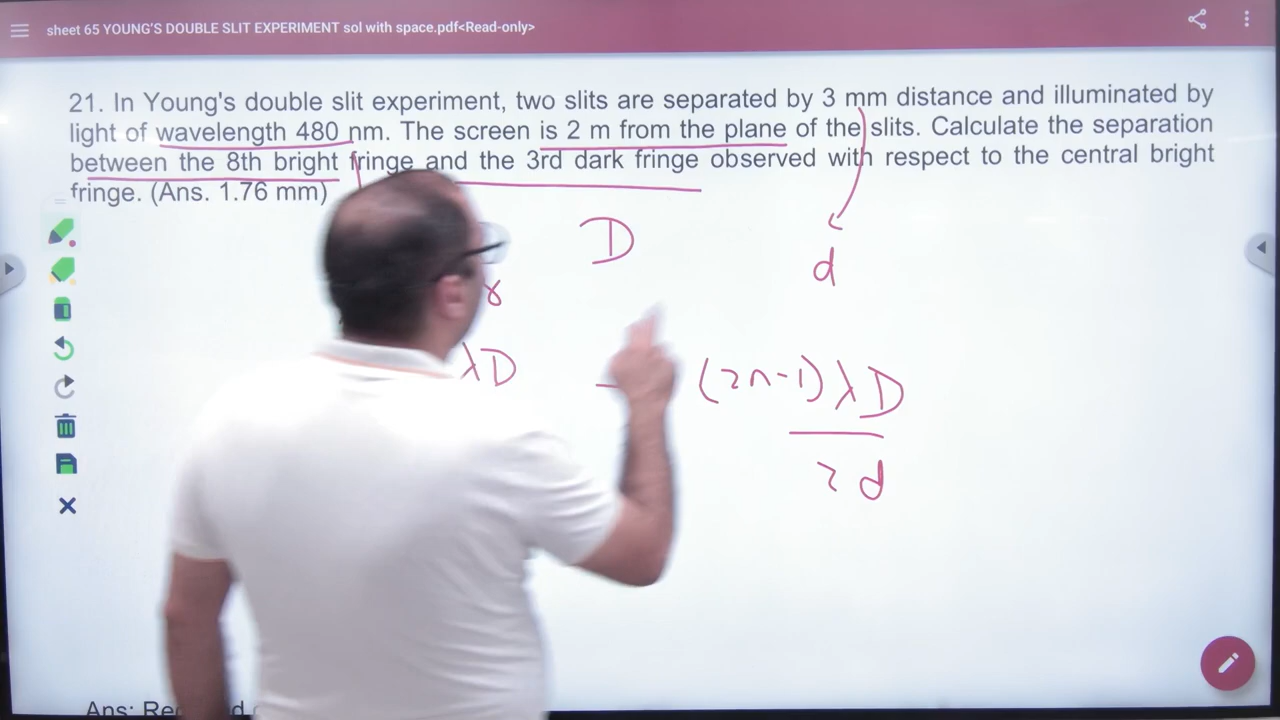 sheet 65 YOUNG'S DOUBLE SLIT EXPERIMENT sol with space.pdf<Read-only>
21. In Young's double slit experiment, two slits are separated by 3 mm distance and illuminated by
light of wavelength 480 nm. The screen is 2 m from the plane of the slits. Calculate the separation
between the 8th bright fringe and the 3rd dark fringe observed with respect to the central bright
fringe. (Ans. 1.76 mm)
D
d
λD
(2n-1) λ D
2 d
Ans: